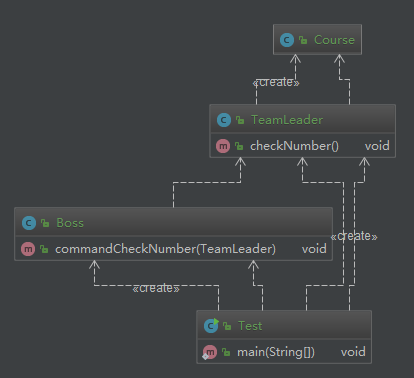 Course
«create»
TeamLeader
checkNumber() void
Boss
commandCheckNumber(TeamLeader) void
«create»
«create»
Test
main(String[]) void